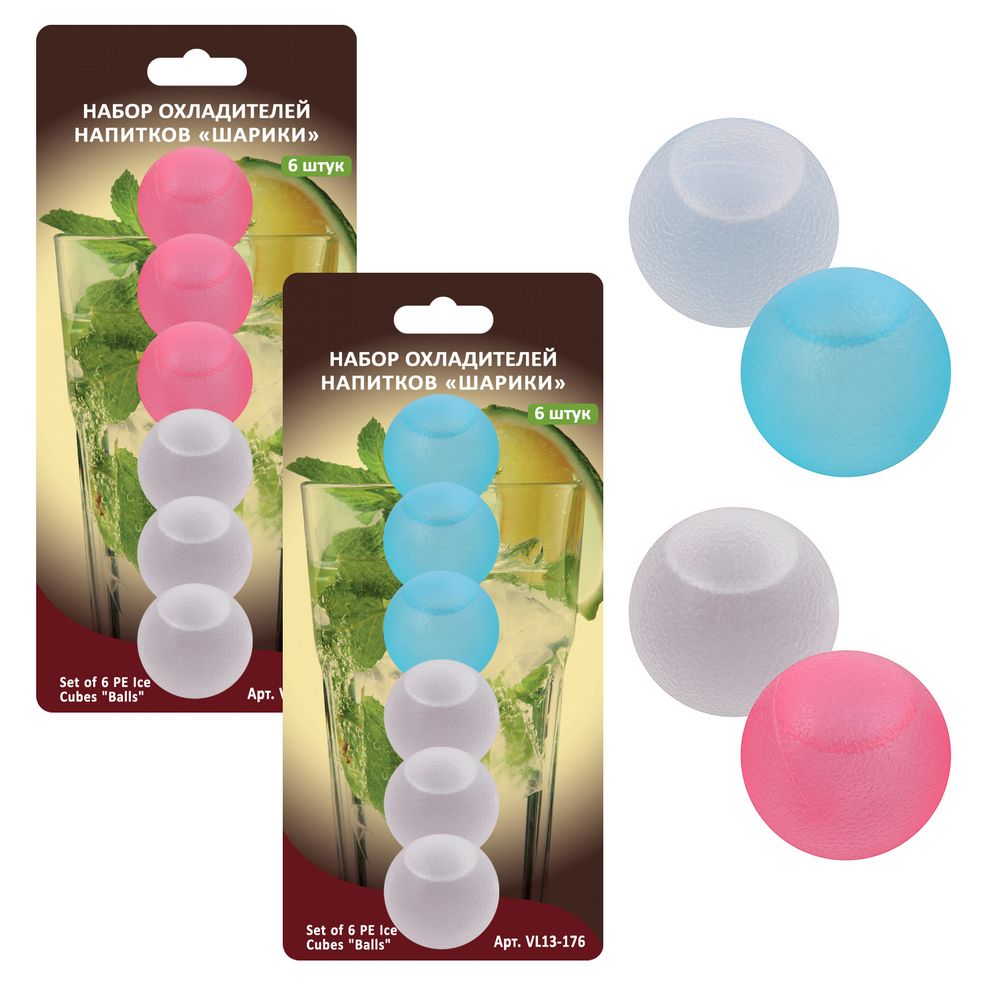 НАБОР ОХЛАДИТЕЛЕЙ
НАПИТКОВ «ШАРИКИ»
6 штук
Set of 6 PE Ice
Cubes "Balls"
Арт. V
НАБОР ОХЛАДИТЕЛЕЙ
НАПИТКОВ «ШАРИКИ»
6 штук
Set of 6 PE Ice
Cubes "Balls"
Арт. VL13-176